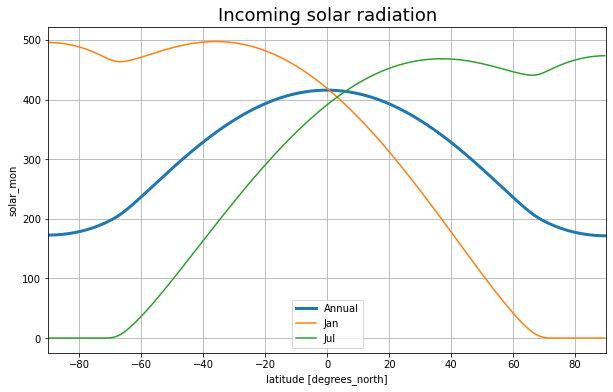 Incoming solar radiation
500
400
300
200
100
0
solar_mon
Annual
Jan
Jul
−80 −60 −40 −20 0 20 40 60 80
latitude [degrees_north]